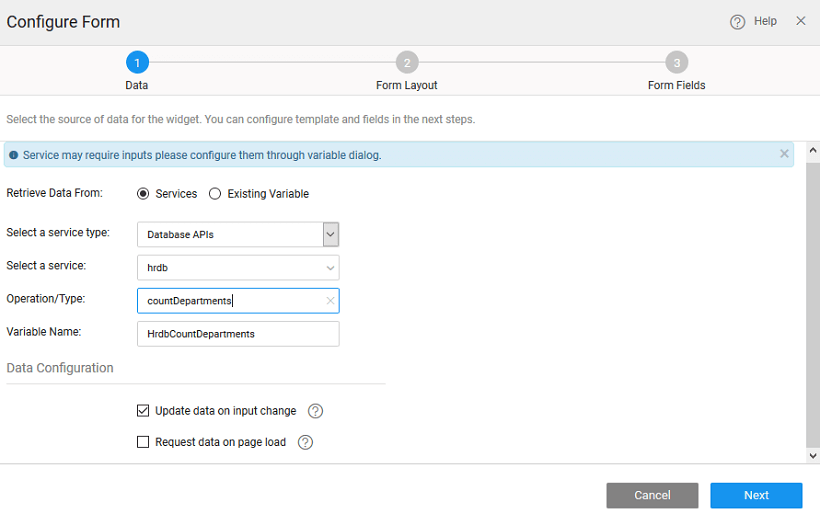 Configure Form
Help
1
2
3
Data
Form Layout
Form Fields
Select the source of data for the widget. You can configure template and fields in the next steps.
Service may require inputs please configure them through variable dialog.
Retrieve Data From: Services Existing Variable
Select a service type: Database APIs
Select a service: hrdb
Operation/Type: countDepartments
Variable Name: HrdbCountDepartments
Data Configuration
Update data on input change
Request data on page load
Cancel Next